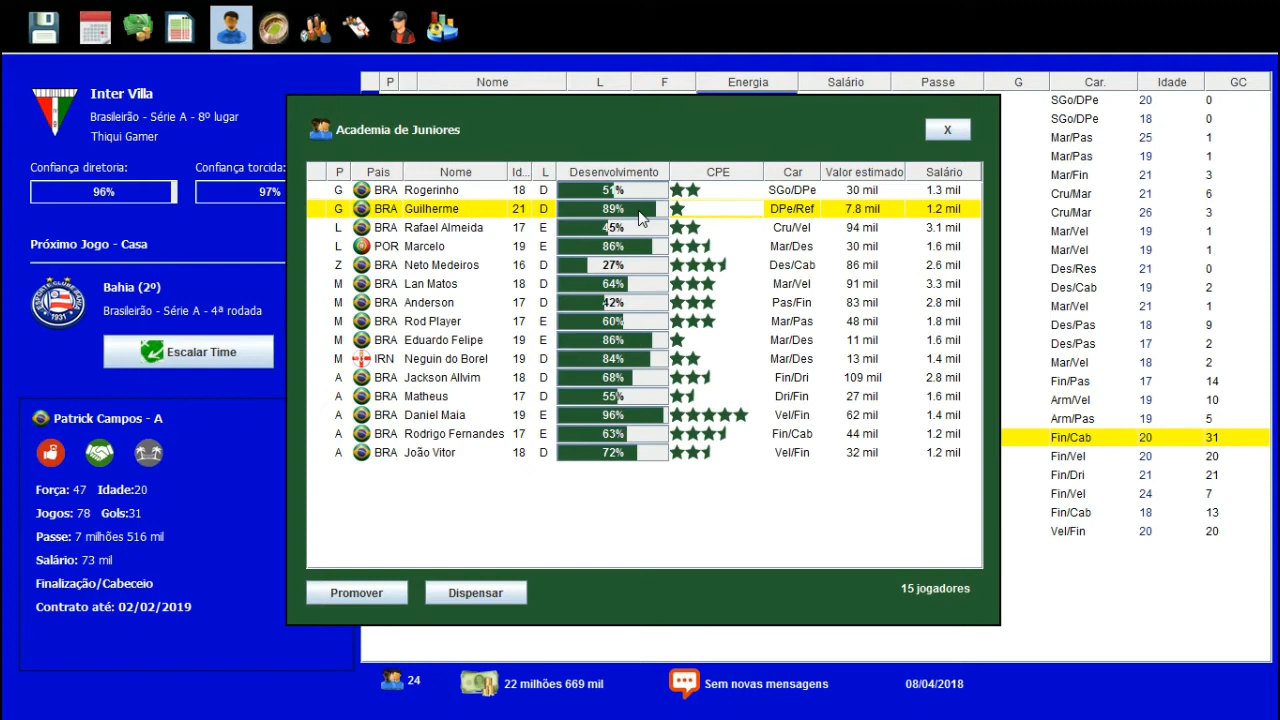 P Nome L F Energia Salário Passe G Car. Idade GC
Inter Villa
Brasileirão - Série A - 8º lugar
Thiqui Gamer
Confiança diretoria: Confiança torcida:
96% 97%
Próximo Jogo - Casa
Bahia (2º)
Brasileirão - Série A - 4ª rodada
Escalar Time
Patrick Campos - A
Força: 47 Idade:20
Jogos: 78 Gols:31
Passe: 7 milhões 516 mil
Salário: 73 mil
Finalização/Cabeceio
Contrato até: 02/02/2019
Academia de Juniores
X
P Pais Nome Id... L Desenvolvimento CPE Car Valor estimado Salário
G BRA Rogerinho 18 D 51% SGo/DPe 30 mil 1.3 mil
G BRA Guilherme 21 D 89% DPe/Ref 7.8 mil 1.2 mil
L BRA Rafael Almeida 17 E 45% Cru/Vel 94 mil 3.1 mil
L POR Marcelo 19 E 86% Mar/Des 30 mil 1.6 mil
Z BRA Neto Medeiros 16 D 27% Des/Cab 86 mil 2.6 mil
M BRA Lan Matos 18 D 64% Mar/Vel 91 mil 3.3 mil
M BRA Anderson 17 D 42% Pas/Fin 83 mil 2.8 mil
M BRA Rod Player 17 E 60% Mar/Pas 48 mil 1.8 mil
M BRA Eduardo Felipe 19 E 86% Mar/Des 11 mil 1.6 mil
M IRN Neguin do Borel 19 D 84% Mar/Des 13 mil 1.4 mil
A BRA Jackson Allvim 18 D 68% Fin/Dri 109 mil 2.8 mil
A BRA Matheus 17 D 55% Dri/Fin 27 mil 1.6 mil
A BRA Daniel Maia 19 E 96% Vel/Fin 62 mil 1.4 mil
A BRA Rodrigo Fernandes 17 E 63% Fin/Cab 44 mil 1.2 mil
A BRA João Vitor 18 D 72% Vel/Fin 32 mil 1.2 mil
Promover Dispensar 15 jogadores
SGo/DPe 20 0
SGo/DPe 18 0
Mar/Pas 25 1
Mar/Pas 19 1
Mar/Fin 21 3
Cru/Mar 21 6
Cru/Mar 26 3
Mar/Vel 19 1
Mar/Vel 19 1
Des/Res 21 0
Des/Cab 19 2
Mar/Vel 21 1
Des/Pas 18 9
Des/Pas 17 2
Mar/Vel 18 2
Fin/Pas 17 14
Arm/Vel 19 10
Arm/Pas 19 5
Fin/Cab 20 31
Fin/Vel 20 0
Fin/Dri 21 21
Fin/Vel 24 7
Fin/Cab 18 13
Vel/Fin 20 20
24 22 milhões 669 mil Sem novas mensagens 08/04/2018